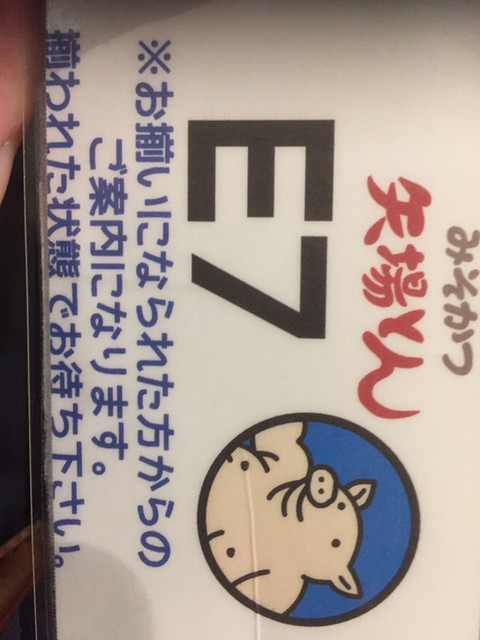 みそかつ
矢場とん
E7
※お揃いになられた方からの
ご案内になります。
揃われた状態でお待ち下さい。